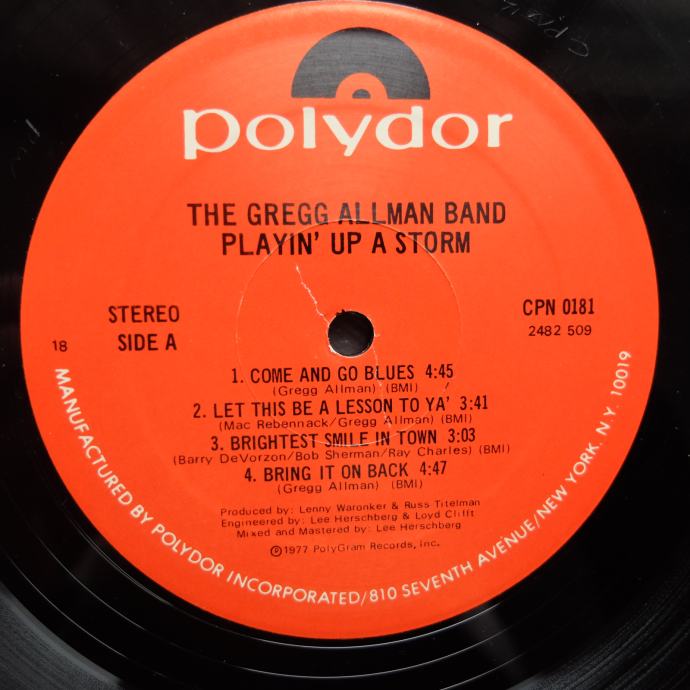 polydor
THE GREGG ALLMAN BAND
PLAYIN' UP A STORM
STEREO
SIDE A
18
CPN 0181
2482 509
1. COME AND GO BLUES 4:45
(Gregg Allman) (BMI)
2. LET THIS BE A LESSON TO YA' 3:41
(Mac Rebennack/Gregg Allman) (BMI)
3. BRIGHTEST SMILE IN TOWN 3:03
(Barry DeVorzon/Bob Sherman/Ray Charles) (BMI)
4. BRING IT ON BACK 4:47
(Gregg Allman) (BMI)
Produced by: Lenny Waronker & Russ Titelman
Engineered by: Lee Herschberg & Loyd Clifft
Mixed and Mastered by: Lee Herschberg
Ⓟ1977 PolyGram Records, Inc.
MANUFACTURED BY POLYDOR INCORPORATED/810 SEVENTH AVENUE/NEW YORK, N.Y. 10019